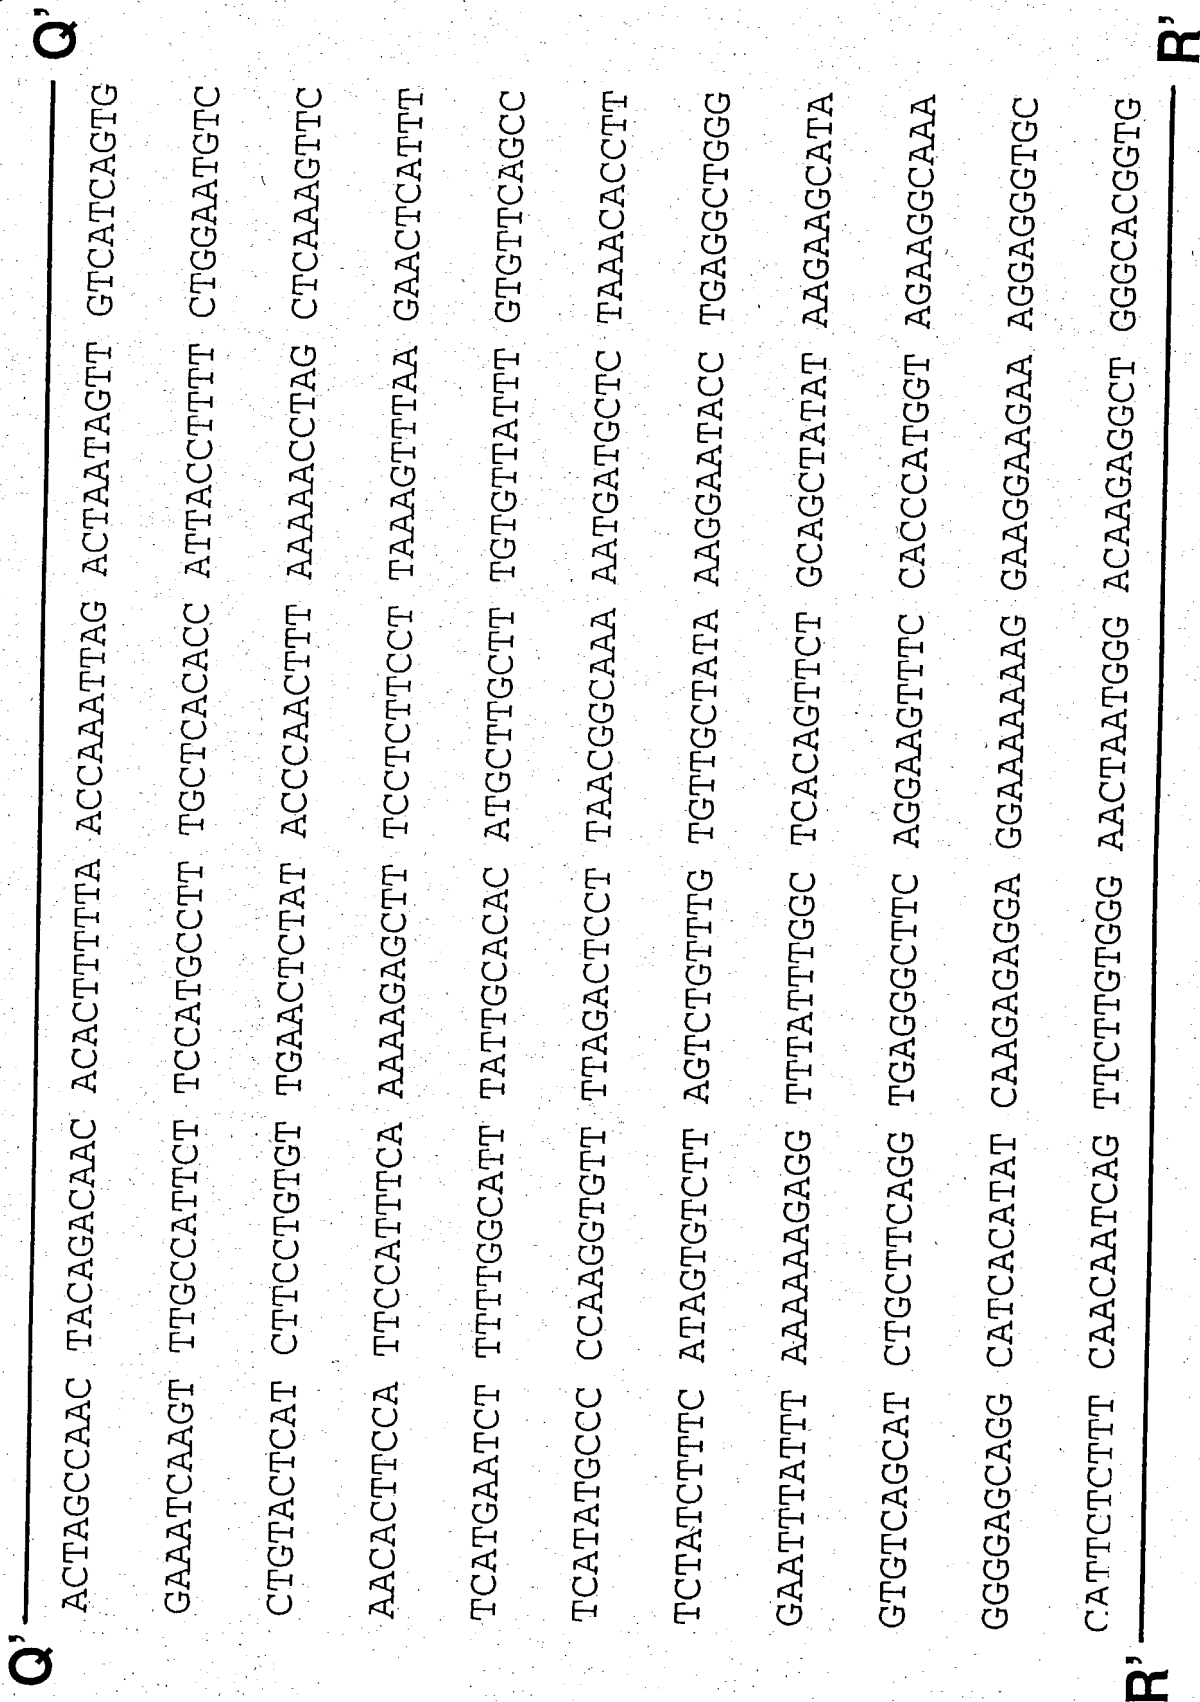 Q' Q'
ACTAGCCAAC TACAGACAAC ACACTTTTTA ACCAAATTAG ACTAATAGTT GTCATCAGTG
GAAATCAAGT TTGCCATTCT TCCATGCCTT TGCTCACACC ATTACCTTTT CTGGAATGTC
CTGTACTCAT CTTCCTGTGT TGAACTCTAT ACCCAACTTT AAAAACCTAG CTCAAAGTTC
AACACTTCCA TTCCATTTCA AAAGAGCTT TCCTCTTCCT TAAAGTTTAA GAACTCATTT
TCATGAATCT TTTTGGCATT TATTGCACAC ATGCTTGCTT TGTGTTATTT GTGTTCAGCC
TCATATGCCC CCAAGGTGTT TTAGACTCCT TAACGGCAAA AATGATGCTC TAAACACCTT
TCTATCTTTC ATAGTGTCTT AGTCTGTTTG TGTTGCTATA AAGGAATACC TGAGGCTGGG
GAATTTATTT AAAAAAGAGG TTTATTTGGC TCACAGTTCT GCAGCTATAT AAGAAGCATA
GTGTCAGCAT CTGCTTCAGG TGAGGGCTTC AGGAAGTTTC CACCCATGGT AGAAGGCAAA
GGGGAGCAGG CATCACATAT CAAGAGAGGA GGAAAAAAAG GAAGGAAGAA AGGAGGGTGC
CATTCTCTTT CAACAATCAG TTCTTGTGGG AACTAATGGG ACAAGAGGCT GGGCACGGTG
R' R'